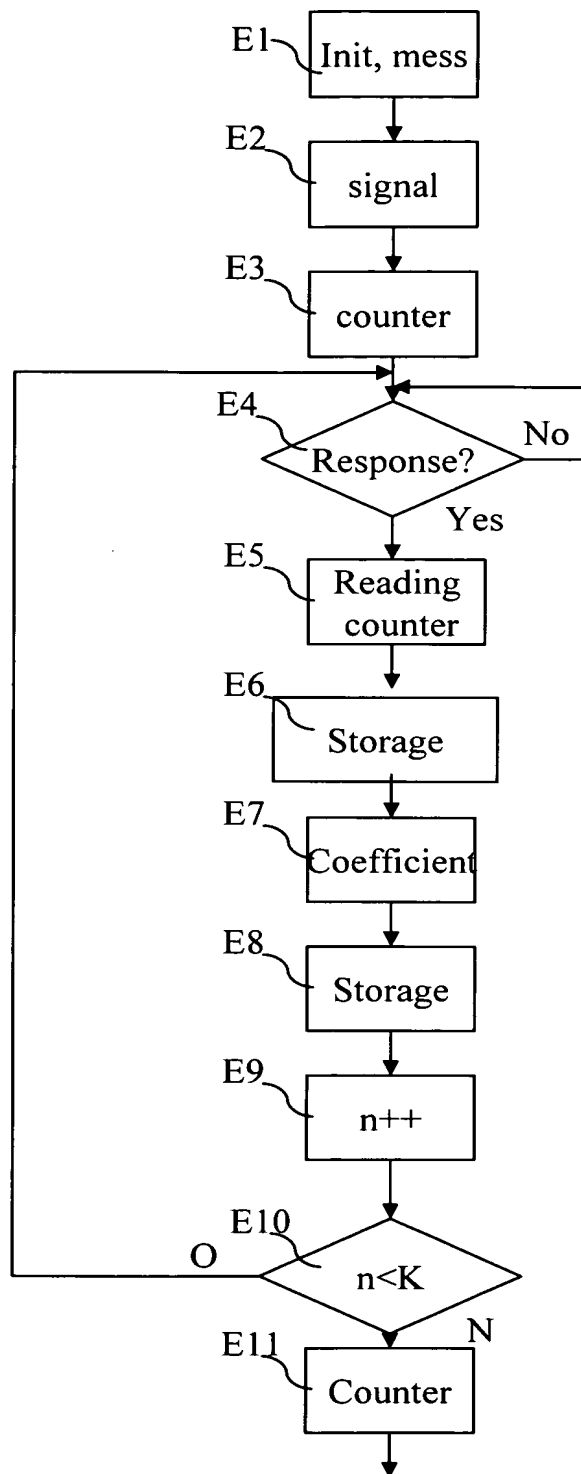 E1
Init, mess
E2
signal
E3
counter
E4
Response?
No
Yes
E5
Reading
counter
E6
Storage
E7
Coefficient
E8
Storage
E9
n++
E10
O
n<K
N
E11
Counter